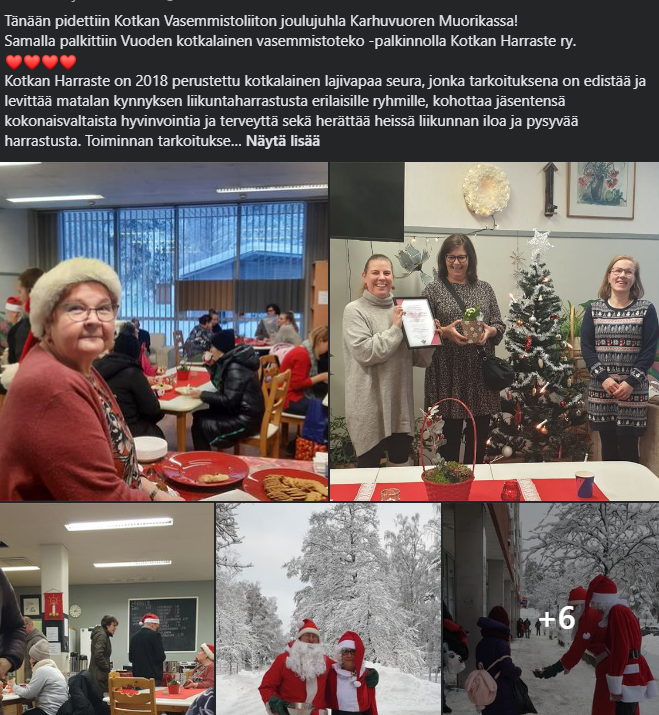 Tänään pidettiin Kotkan Vasemmistoliiton joulujuhla Karhuvuoren Muorikassa!
Samalla palkittiin Vuoden kotkalainen vasemmistoteko -palkinnolla Kotkan Harraste ry.
Kotkan Harraste on 2018 perustettu kotkalainen lajivapaa seura, jonka tarkoituksena on edistää ja
levittää matalan kynnyksen liikuntaharrastusta erilaisille ryhmille, kohottaa jäsentensä
kokonaisvaltaista hyvinvointia ja terveyttä sekä herättää heissä liikunnan iloa ja pysyvää
harrastusta. Toiminnan tarkoitukse... Näytä lisää
+6